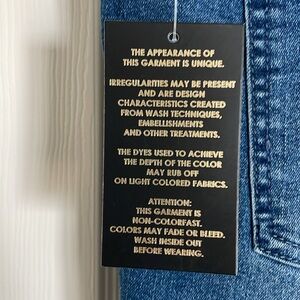 THE APPEARANCE OF
THIS GARMENT IS UNIQUE.
IRREGULARITIES MAY BE PRESENT
AND ARE DESIGN
CHARACTERISTICS CREATED
FROM WASH TECHNIQUES,
EMBELLISHMENTS
AND OTHER TREATMENTS.
THE DYES USED TO ACHIEVE
THE DEPTH OF THE COLOR
MAY RUB OFF
ON LIGHT COLORED FABRICS.
ATTENTION:
THIS GARMENT IS
NON-COLORFAST.
COLORS MAY FADE OR BLEED.
WASH INSIDE OUT
BEFORE WEARING.